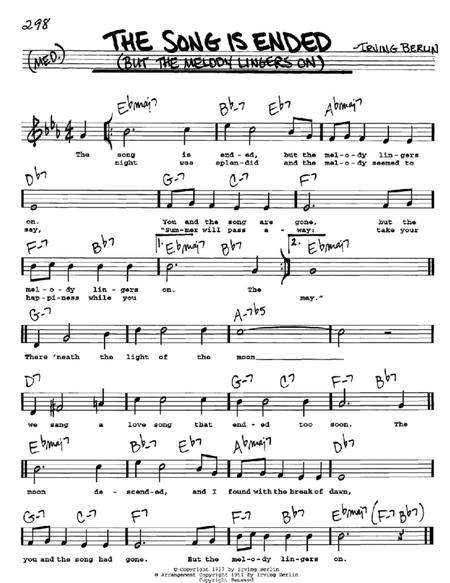 298
THE SONG IS ENDED
(MED.) (BUT THE MELODY LINGERS ON) -IRVING BERLIN
Ebmaj7 Bb-7 Eb7 Abmaj7
The song is end-ed, but the mel-o-dy lin-gers
night was splen-did and the mel-o-dy seemed to
Db7 G-7 C-7 F7
on. You and the song are gone, but the
say, "Sum-mer will pass a-way: take your
F-7 Bb7 1. Ebmaj7 2. Ebmaj7
mel-o-dy lin-gers on. The
hap-pi-ness while you may."
G-7 A-7b5
There 'neath the light of the moon
D7 G-7 C7 F-7 Bb7
we sang a love song that end-ed too soon. The
Ebmaj7 Bb-7 Eb7 Abmaj7 Db7
moon de-scend-ed, and I found with the break of dawn,
G-7 C-7 F7 F-7 Bb7 Ebmaj7 (F-7 Bb7)
you and the song had gone. But the mel-o-dy lin-gers on.
© Copyright 1927 by Irving Berlin
© Arrangement Copyright 1951 by Irving Berlin
Copyright Renewed